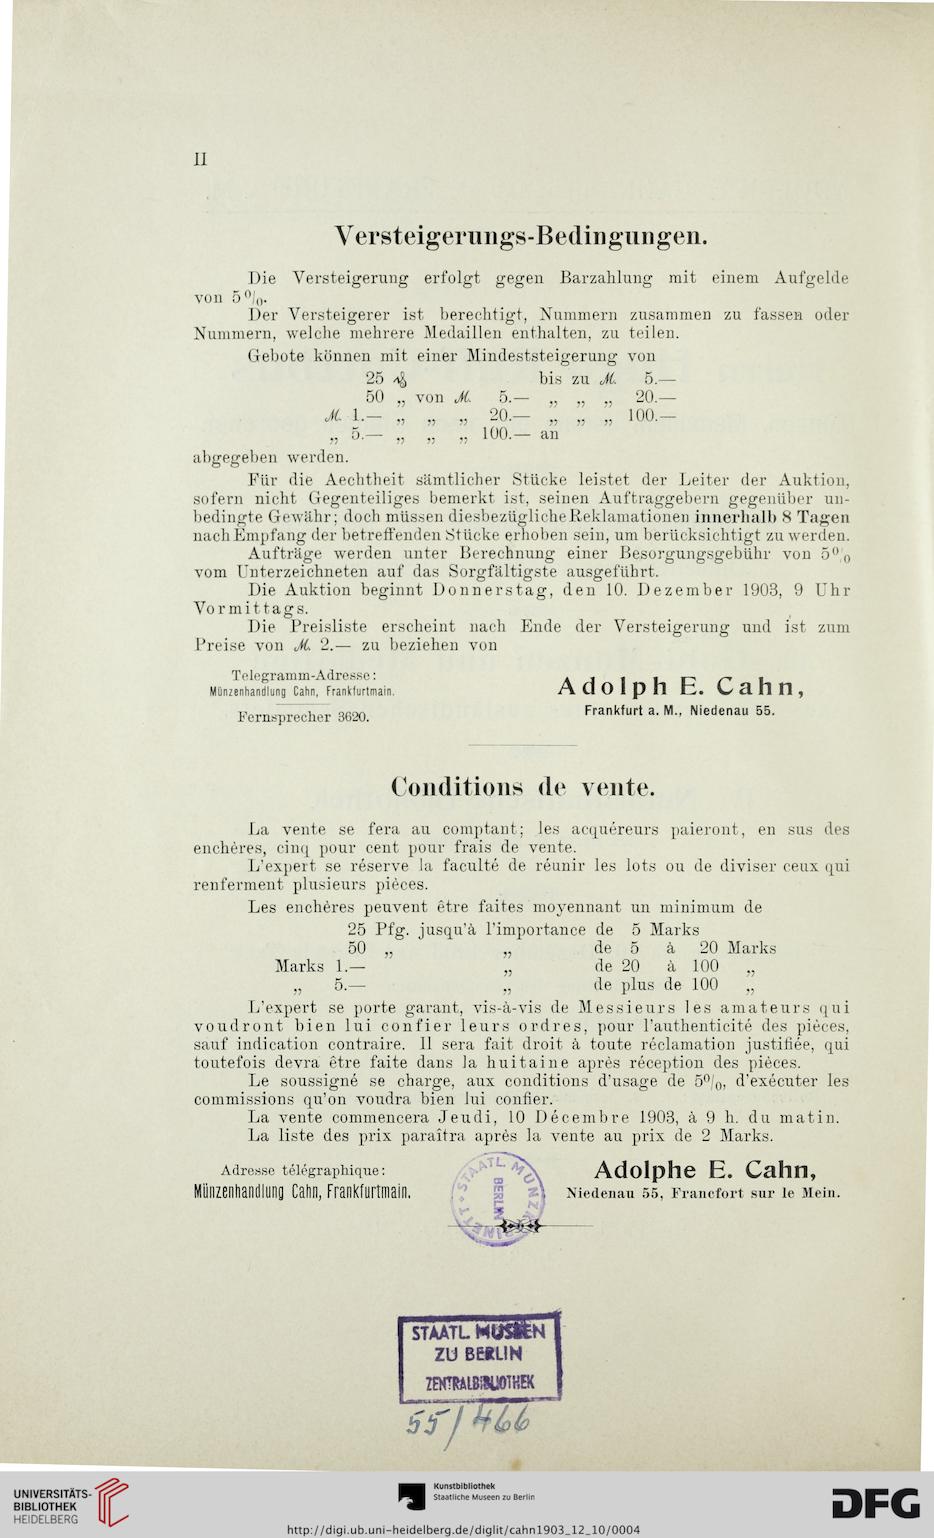 II
Versteigerungs-Bedingungen.
Die Versteigerung erfolgt gegen Barzahlung mit einem Aufgelde
von 5%.
Der Versteigerer ist berechtigt, Nummern zusammen zu fassen oder
Nummern, welche mehrere Medaillen enthalten, zu teilen.
Gebote können mit einer Mindeststeigerung von
25 ₰ bis zu ℳ 5.—
50 „ von ℳ 5.— „ „ „ 20.—
ℳ 1.— „ „ „ 20.— „ „ „ 100.—
„ 5.— „ „ „ 100.— an
abgegeben werden.
Für die Aechtheit sämtlicher Stücke leistet der Leiter der Auktion,
sofern nicht Gegenteiliges bemerkt ist, seinen Auftraggebern gegenüber un-
bedingte Gewähr; doch müssen diesbezügliche Reklamationen innerhalb 8 Tagen
nach Empfang der betreffenden Stücke erhoben sein, um berücksichtigt zu werden.
Aufträge werden unter Berechnung einer Besorgungsgebühr von 5%
vom Unterzeichneten auf das Sorgfältigste ausgeführt.
Die Auktion beginnt Donnerstag, den 10. Dezember 1903, 9 Uhr
Vormittags.
Die Preisliste erscheint nach Ende der Versteigerung und ist zum
Preise von ℳ 2.— zu beziehen von
Telegramm-Adresse:
Münzenhandlung Cahn, Frankfurtmain.
Fernsprecher 3620.
Adolph E. Cahn,
Frankfurt a. M., Niedenau 55.
Conditions de vente.
La vente se fera au comptant; les acquéreurs paieront, en sus des
enchères, cinq pour cent pour frais de vente.
L'expert se réserve la faculté de réunir les lots ou de diviser ceux qui
renferment plusieurs pièces.
Les enchères peuvent être faites moyennant un minimum de
25 Pfg. jusqu'à l'importance de 5 Marks
50 „ „ de 5 à 20 Marks
Marks 1.— „ de 20 à 100 „
„ 5.— „ de plus de 100 „
L'expert se porte garant, vis-à-vis de Messieurs les amateurs qui
voudront bien lui confier leurs ordres, pour l'authenticité des pièces,
sauf indication contraire. Il sera fait droit à toute réclamation justifiée, qui
toutefois devra être faite dans la huitaine après réception des pièces.
Le soussigné se charge, aux conditions d'usage de 5%, d'exécuter les
commissions qu'on voudra bien lui confier.
La vente commencera Jeudi, 10 Décembre 1903, à 9 h. du matin.
La liste des prix paraîtra après la vente au prix de 2 Marks.
Adresse télégraphique:
Münzenhandlung Cahn, Frankfurtmain.
STAATL. MÜNZKABINETT
BERLIN
Adolphe E. Cahn,
Niedenau 55, Francfort sur le Mein.
STAATL. MUSEEN
ZU BERLIN
ZENTRALBIBLIOTHEK
55/466
UNIVERSITÄTS-
BIBLIOTHEK
HEIDELBERG
Kunstbibliothek
Staatliche Museen zu Berlin
DFG
http://digi.ub.uni-heidelberg.de/diglit/cahn1903_12_10/0004